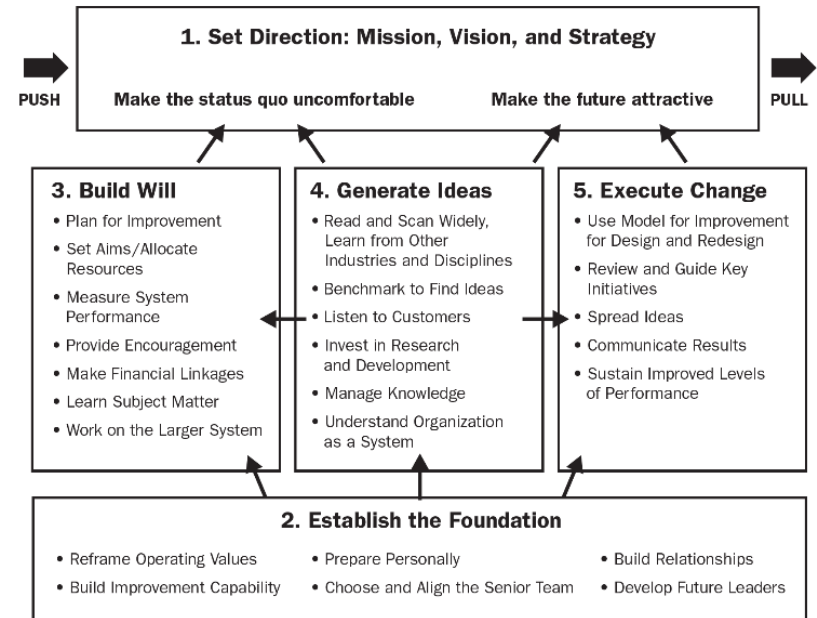 1. Set Direction: Mission, Vision, and Strategy
PUSH
Make the status quo uncomfortable
Make the future attractive
PULL
3. Build Will
• Plan for Improvement
• Set Aims/Allocate
Resources
• Measure System
Performance
• Provide Encouragement
• Make Financial Linkages
• Learn Subject Matter
• Work on the Larger System
4. Generate Ideas
• Read and Scan Widely,
Learn from Other
Industries and Disciplines
• Benchmark to Find Ideas
• Listen to Customers
• Invest in Research
and Development
• Manage Knowledge
• Understand Organization
as a System
5. Execute Change
• Use Model for Improvement
for Design and Redesign
• Review and Guide Key
Initiatives
• Spread Ideas
• Communicate Results
• Sustain Improved Levels
of Performance
2. Establish the Foundation
• Reframe Operating Values
• Build Improvement Capability
• Prepare Personally
• Choose and Align the Senior Team
• Build Relationships
• Develop Future Leaders